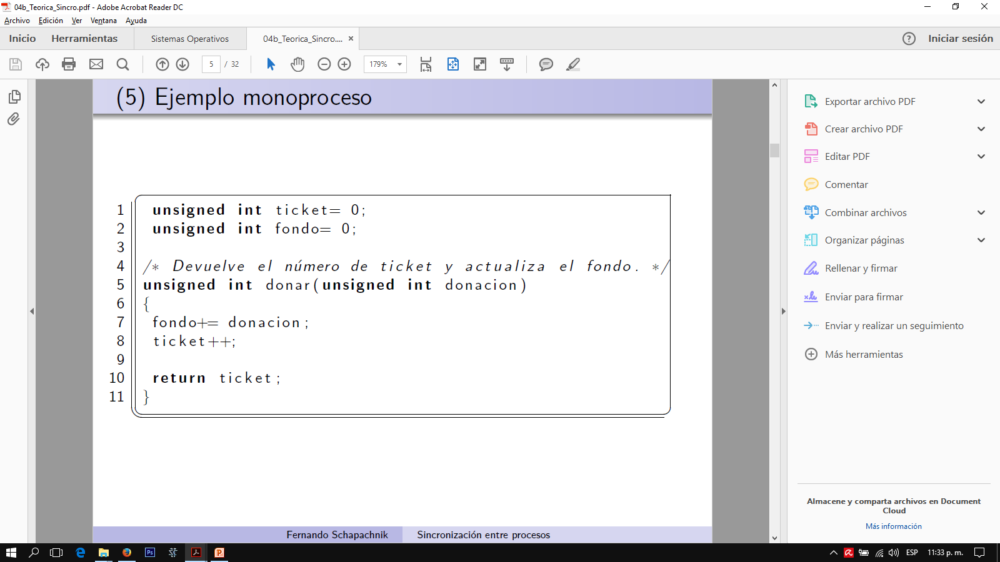 04b_Teorica_Sincro.pdf - Adobe Acrobat Reader DC
Archivo Edición Ver Ventana Ayuda
Inicio Herramientas Sistemas Operativos 04b_Teorica_Sincro.... × ? Iniciar sesión
5 / 32 179%
(5) Ejemplo monoproceso
1 unsigned int ticket= 0;
2 unsigned int fondo= 0;
3
4 /* Devuelve el número de ticket y actualiza el fondo. */
5 unsigned int donar(unsigned int donacion)
6 {
7 fondo+= donacion;
8 ticket++;
9
10 return ticket;
11 }
Fernando Schapachnik Sincronización entre procesos
Exportar archivo PDF
Crear archivo PDF
Editar PDF
Comentar
Combinar archivos
Organizar páginas
Rellenar y firmar
Enviar para firmar
Enviar y realizar un seguimiento
Más herramientas
Almacene y comparta archivos en Document
Cloud
Más información
Ps P ESP 11:33 p. m.